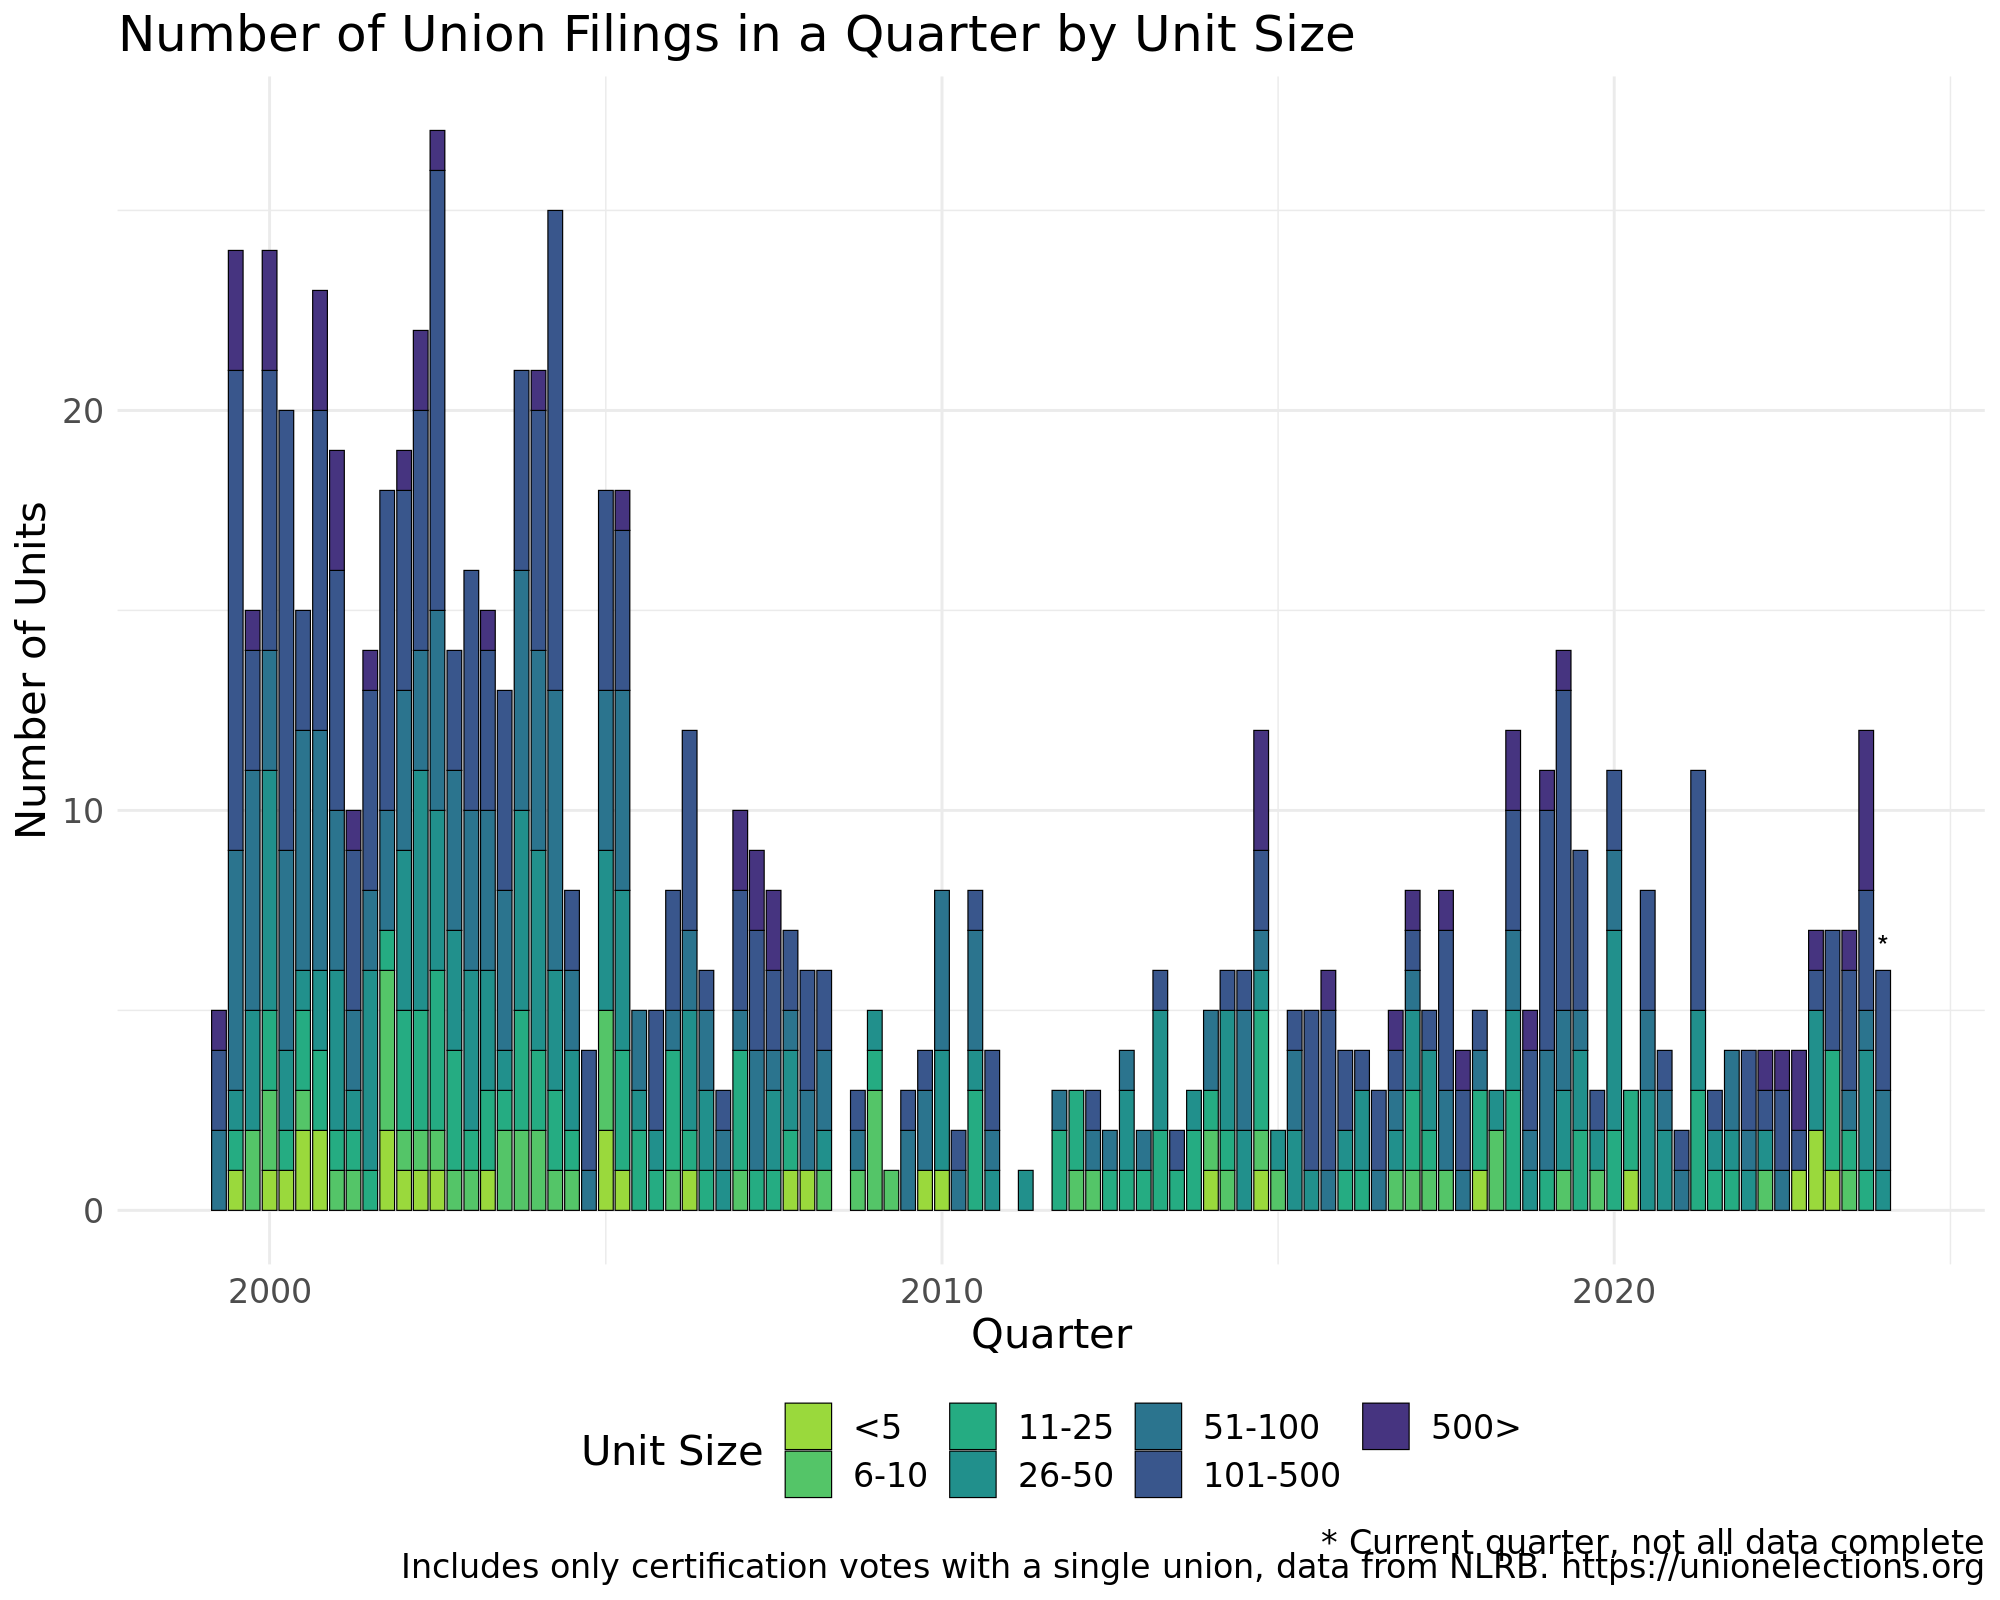 Number of Union Filings in a Quarter by Unit Size
Number of Units
20
10
0
*
2000 2010 2020
Quarter
Unit Size
<5 11-25 51-100 500>
6-10 26-50 101-500
* Current quarter, not all data complete
Includes only certification votes with a single union, data from NLRB. https://unionelections.org